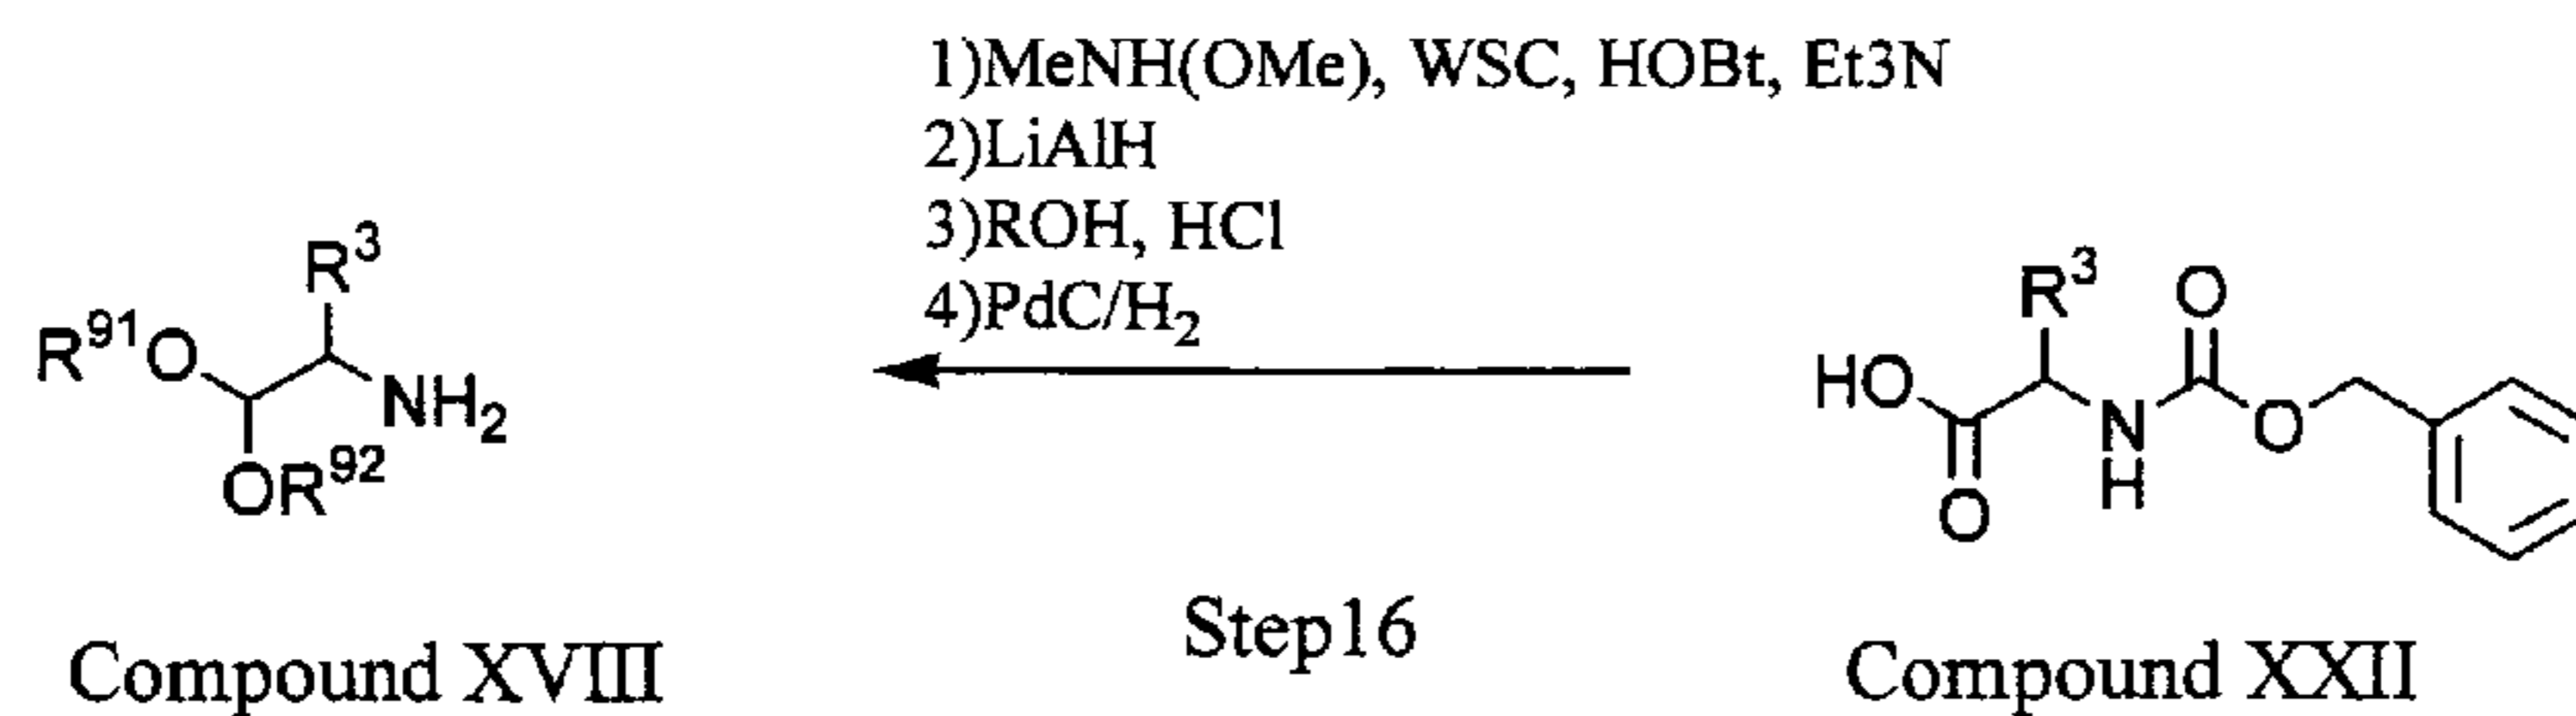 1)MeNH(OMe), WSC, HOBt, Et3N
2)LiAlH
3)ROH, HCl
4)PdC/H₂
R³
R⁹¹O
NH₂
OR⁹²
R³
O
HO
N
H
O
O
Step16
Compound XVIII
Compound XXII